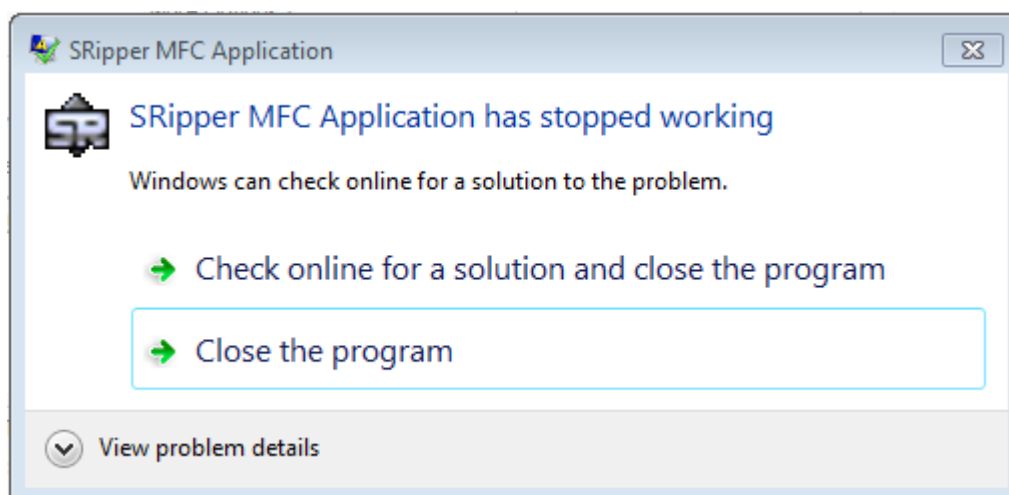 SRipper MFC Application
SR
SRipper MFC Application has stopped working
Windows can check online for a solution to the problem.
Check online for a solution and close the program
Close the program
View problem details